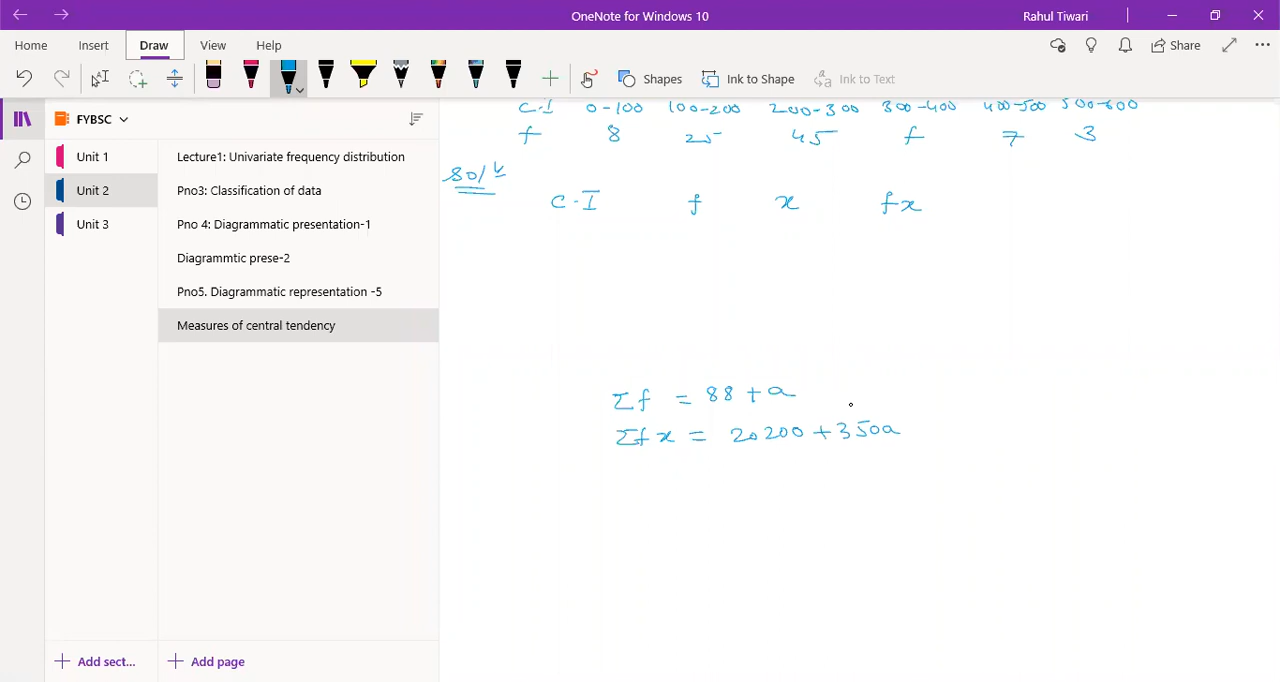 OneNote for Windows 10
Rahul Tiwari
Home Insert Draw View Help
Share
Shapes Ink to Shape Ink to Text
FYBSC
Unit 1
Unit 2
Unit 3
Lecture1: Univariate frequency distribution
Pno3: Classification of data
Pno 4: Diagrammatic presentation-1
Diagrammtic prese-2
Pno5. Diagrammatic representation -5
Measures of central tendency
Add sect...
Add page
C.I 0-100 100-200 200-300 300-400 400-500 500-600
f 8 25 45 f 7 3
C.I f x fx
Σf = 88 + a
Σfx = 20200 + 350a